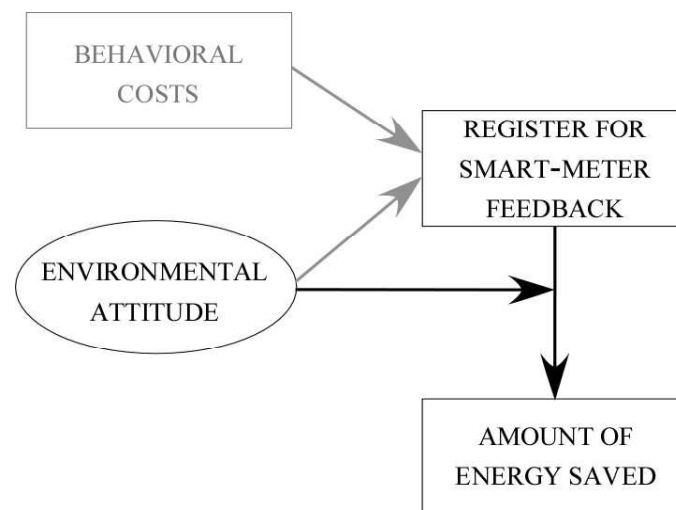 BEHAVIORAL
COSTS
REGISTER FOR
SMART-METER
FEEDBACK
ENVIRONMENTAL
ATTITUDE
AMOUNT OF
ENERGY SAVED